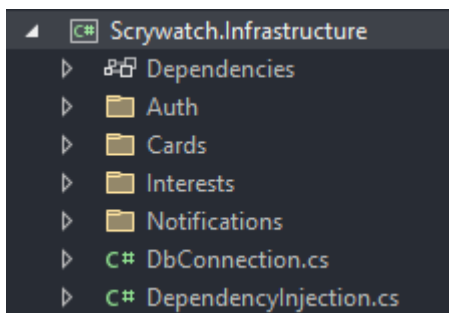 C# Scrywatch.Infrastructure
Dependencies
Auth
Cards
Interests
Notifications
C# DbConnection.cs
C# DependencyInjection.cs